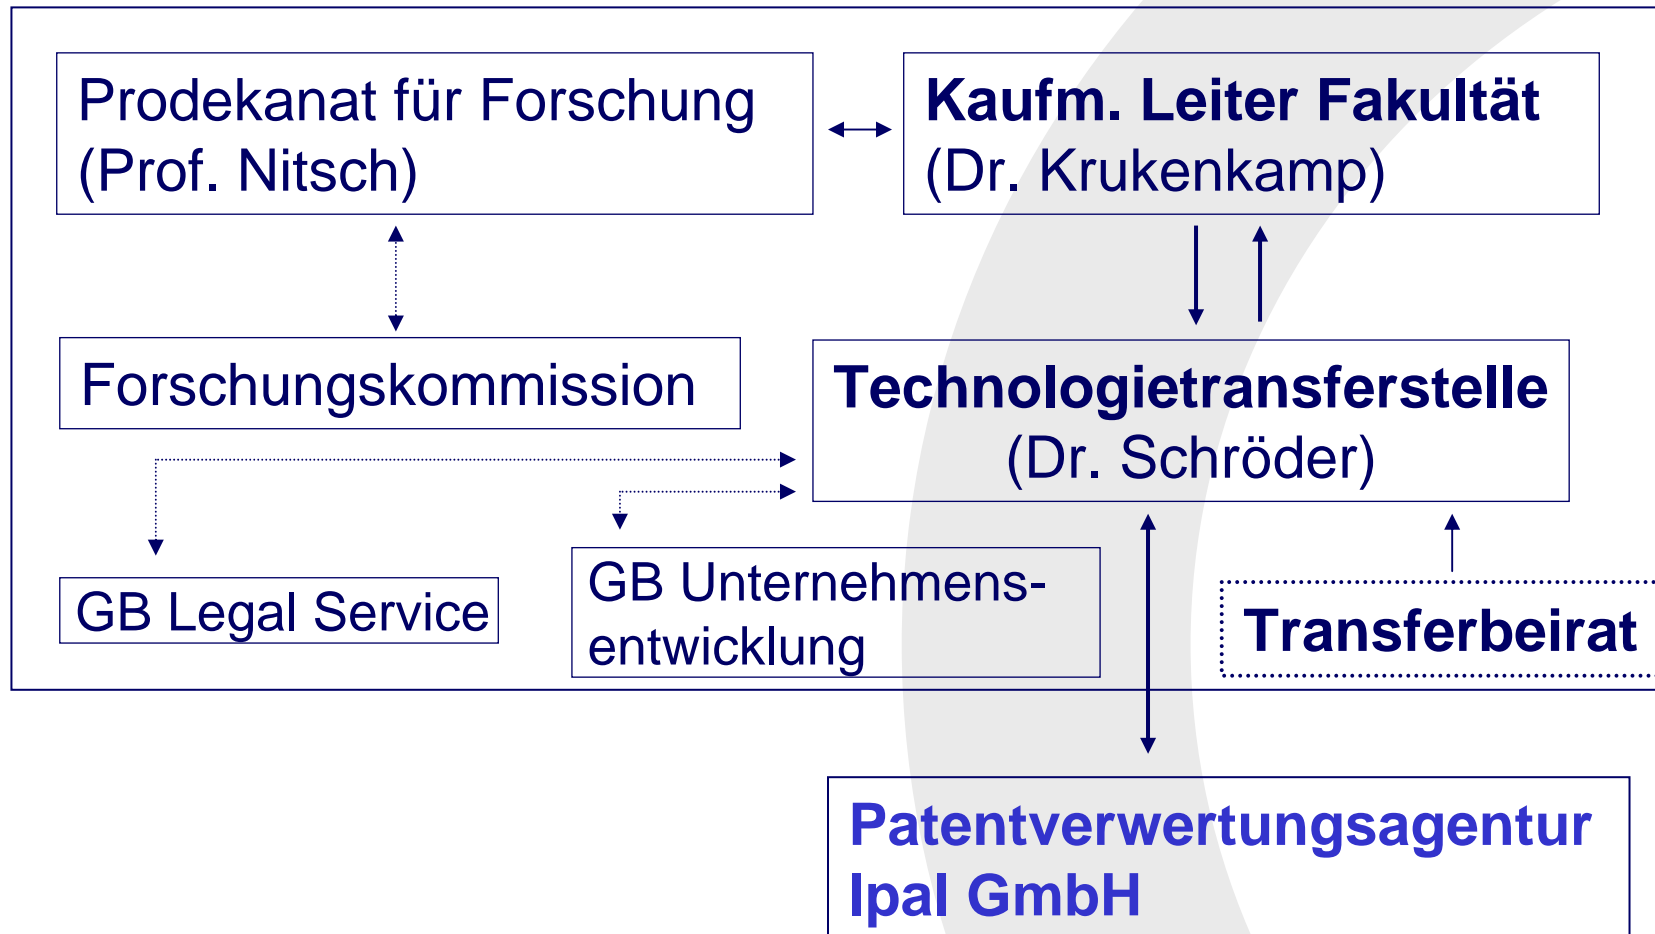 Prodekanat für Forschung
(Prof. Nitsch)
Kaufm. Leiter Fakultät
(Dr. Krukenkamp)
Forschungskommission
Technologietransferstelle
(Dr. Schröder)
GB Legal Service
GB Unternehmens-
entwicklung
Transferbeirat
Patentverwertungsagentur
Ipal GmbH